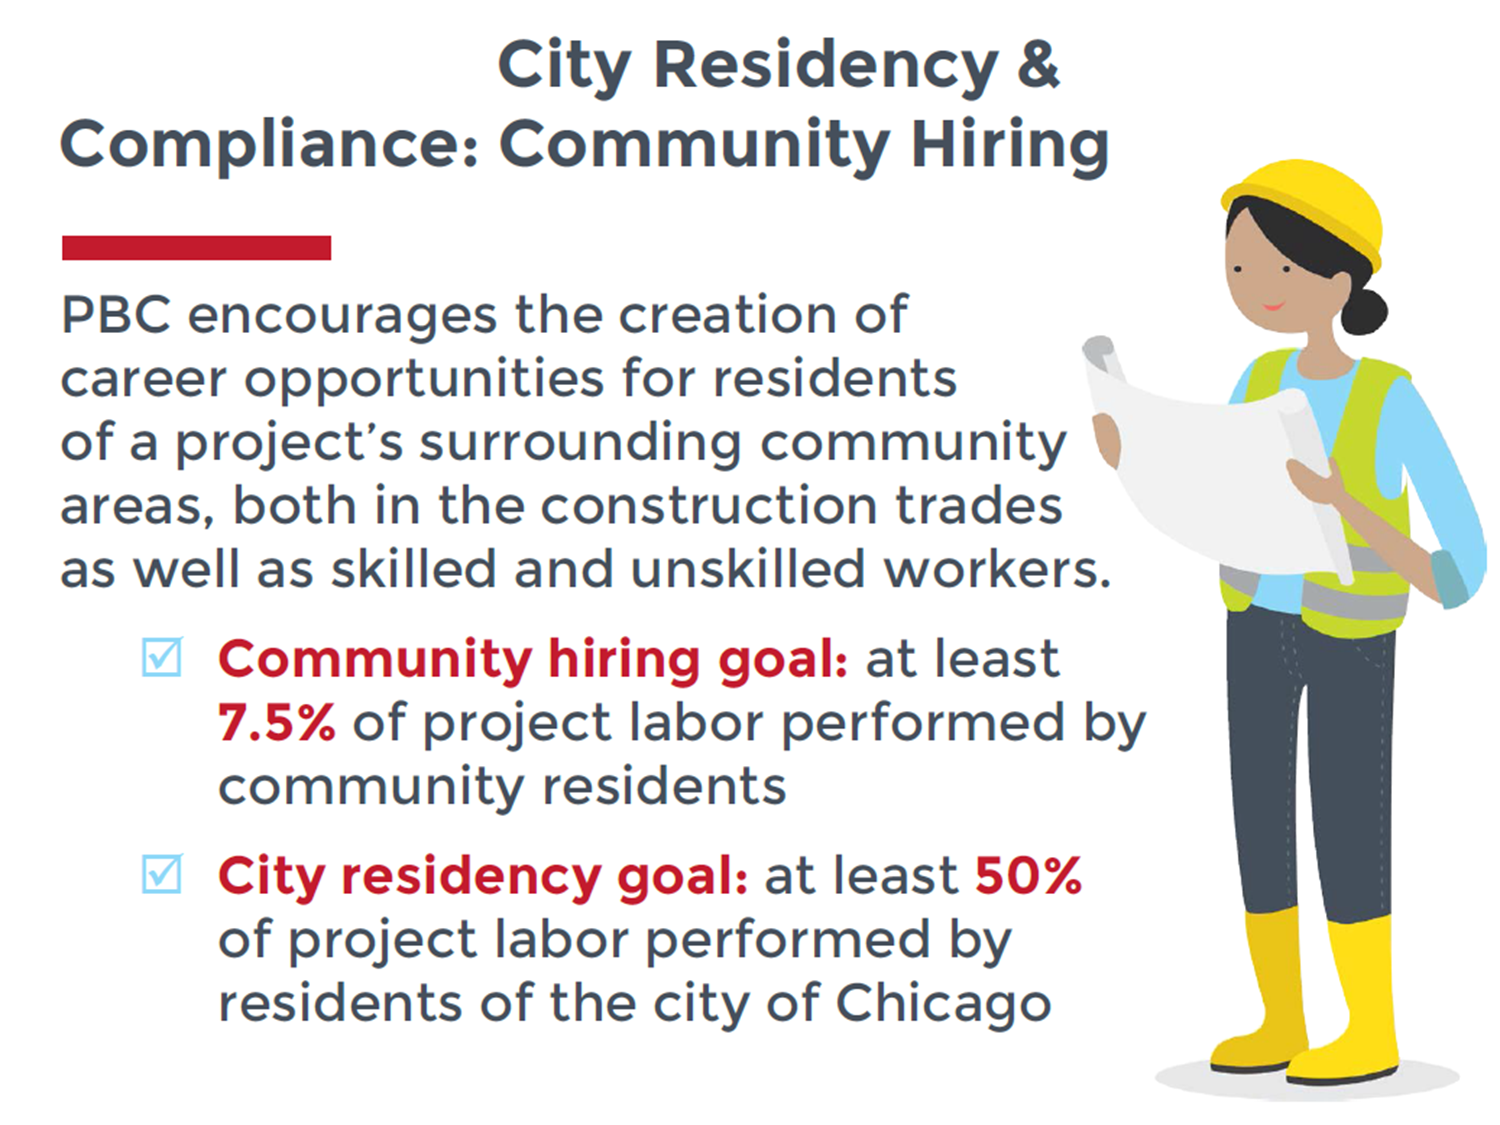 City Residency &
Compliance: Community Hiring
PBC encourages the creation of
career opportunities for residents
of a project’s surrounding community
areas, both in the construction trades
as well as skilled and unskilled workers.
Community hiring goal: at least
7.5% of project labor performed by
community residents
City residency goal: at least 50%
of project labor performed by
residents of the city of Chicago